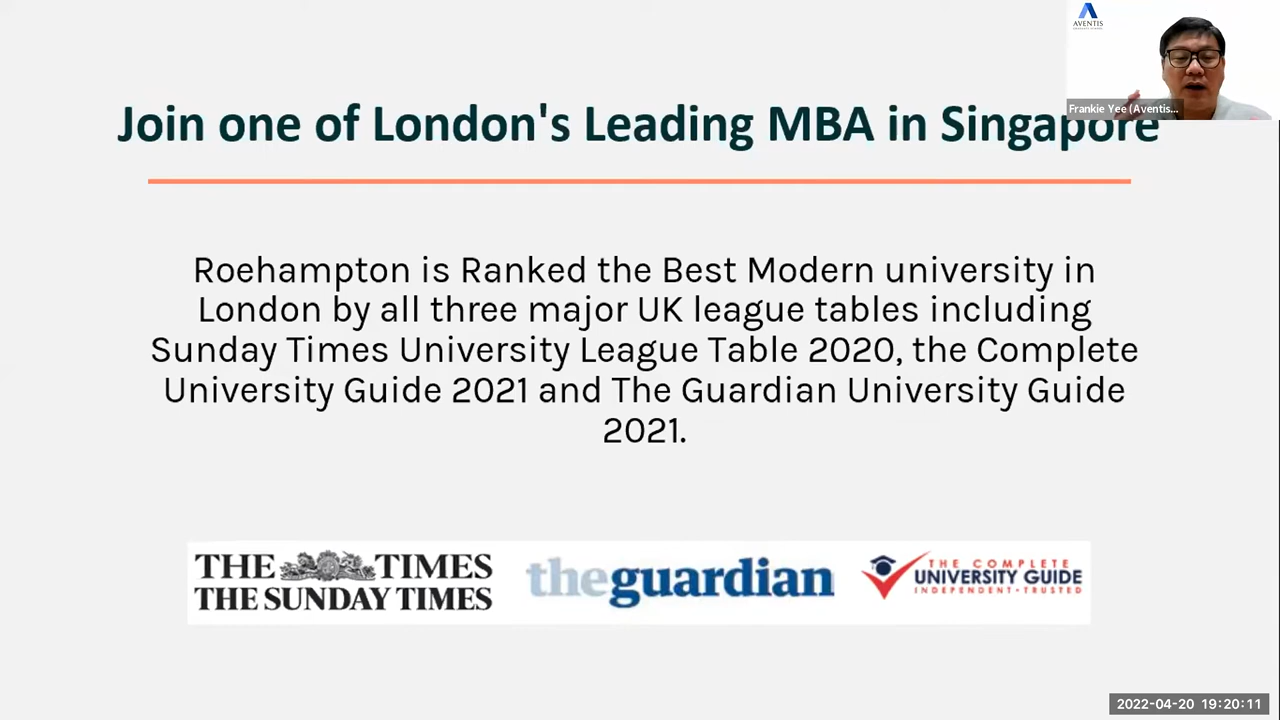 AVENTIS
Frankie Yee (Aventis...
Join one of London's Leading MBA in Singapore
Roehampton is Ranked the Best Modern university in
London by all three major UK league tables including
Sunday Times University League Table 2020, the Complete
University Guide 2021 and The Guardian University Guide
2021.
THE TIMES
THE SUNDAY TIMES
theguardian
THE COMPLETE
UNIVERSITY GUIDE
INDEPENDENT • TRUSTED
2022-04-20 19:20:11